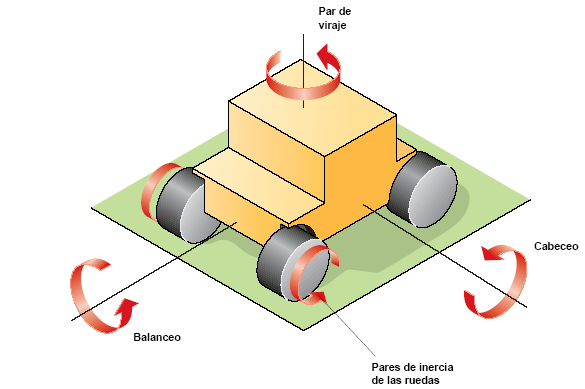 Par de
viraje
Cabeceo
Balanceo
Pares de inercia
de las ruedas